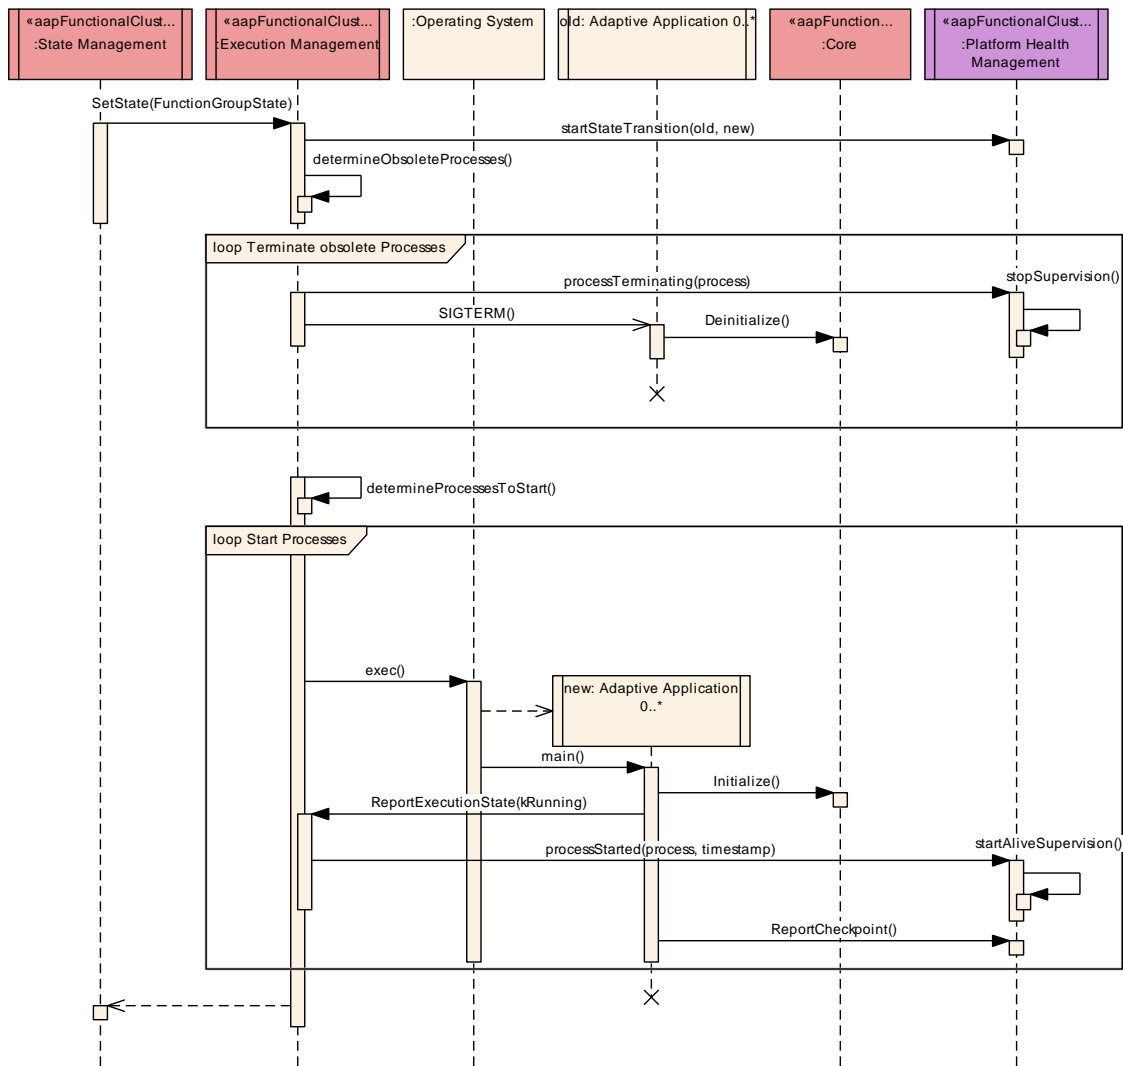 «aapFunctionalClust...
:State Management
«aapFunctionalClust...
:Execution Management
:Operating System
old: Adaptive Application 0..*
«aapFunction...
:Core
«aapFunctionalClust...
:Platform Health
Management
SetState(FunctionGroupState)
startStateTransition(old, new)
determineObsoleteProcesses()
loop Terminate obsolete Processes
processTerminating(process)
stopSupervision()
SIGTERM()
Deinitialize()
determineProcessesToStart()
loop Start Processes
exec()
new: Adaptive Application
0..*
main()
Initialize()
ReportExecutionState(kRunning)
startAliveSupervision()
processStarted(process, timestamp)
ReportCheckpoint()